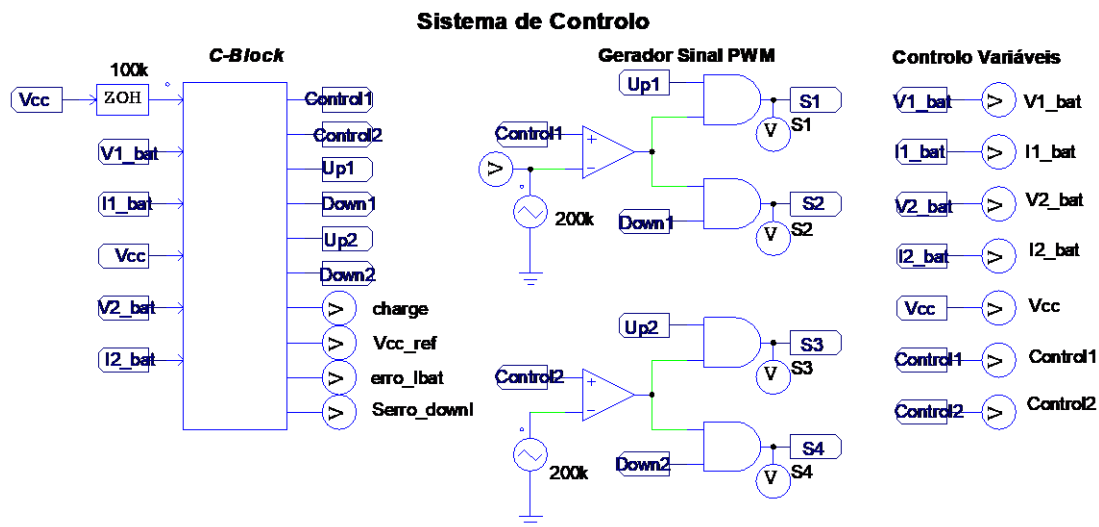 Sistema de Controlo
C-Block
100k
Vcc
ZOH
V1_bat
I1_bat
Vcc
V2_bat
I2_bat
Control1
Control2
Up1
Down1
Up2
Down2
V charge
V Vcc_ref
V erro_Ibat
V Serro_downI
Gerador Sinal PWM
Up1
Control1
V
200k
Down1
S1
V S1
S2
V S2
Up2
Control2
200k
Down2
S3
V S3
S4
V S4
Controlo Variáveis
V1_bat V V1_bat
I1_bat V I1_bat
V2_bat V V2_bat
I2_bat V I2_bat
Vcc V Vcc
Control1 V Control1
Control2 V Control2